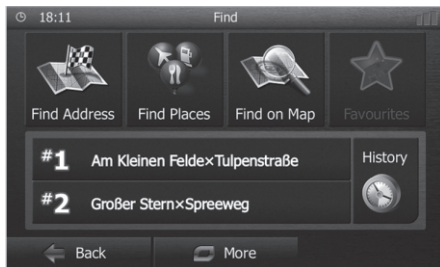 18:11 Find
Find Address Find Places Find on Map Favourites
#1 Am Kleinen Felde×Tulpenstraße History
#2 Großer Stern×Spreeweg
Back More